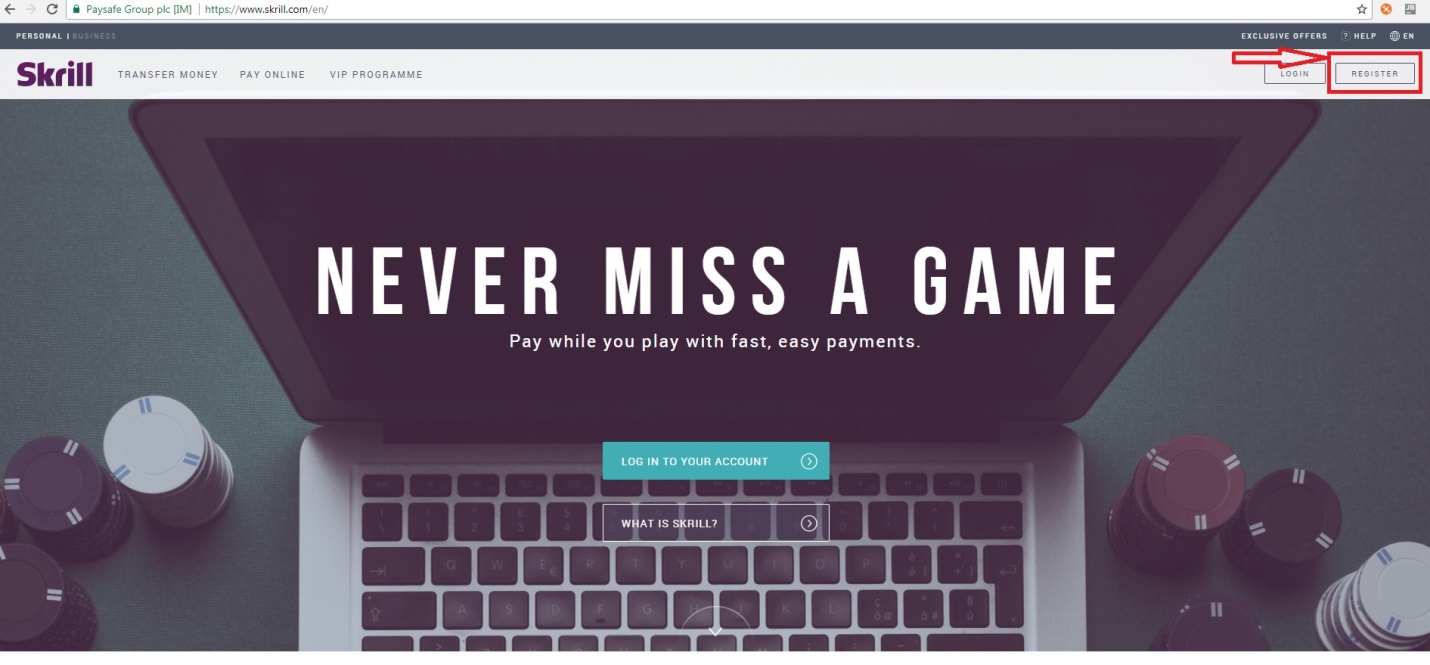 Paysafe Group plc [IM] | https://www.skrill.com/en/
PERSONAL | BUSINESS
EXCLUSIVE OFFERS ? HELP EN
Skrill
TRANSFER MONEY PAY ONLINE VIP PROGRAMME
LOGIN REGISTER
NEVER MISS A GAME
Pay while you play with fast, easy payments.
LOG IN TO YOUR ACCOUNT
WHAT IS SKRILL?
Q W E € R T Y U I O P
A S D F G H J K L